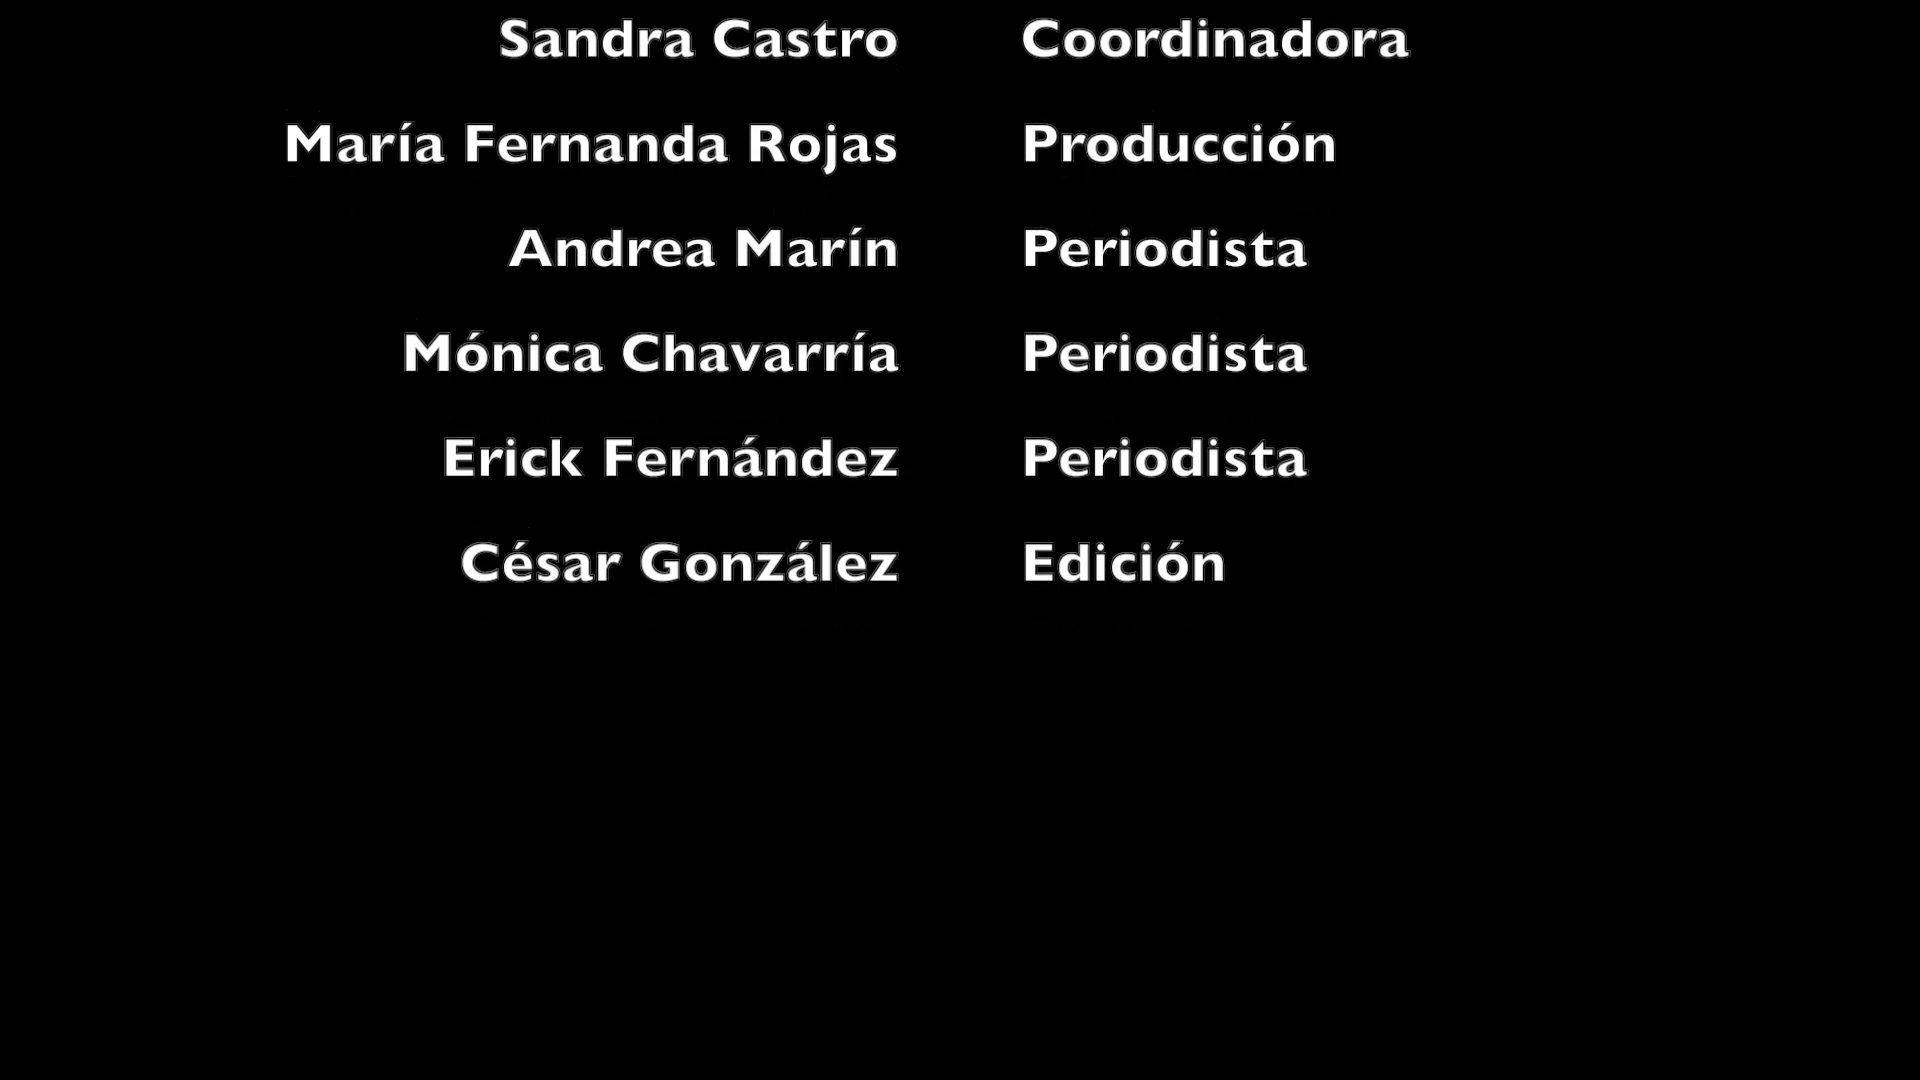 Sandra Castro Coordinadora
María Fernanda Rojas Producción
Andrea Marín Periodista
Mónica Chavarría Periodista
Erick Fernández Periodista
César González Edición